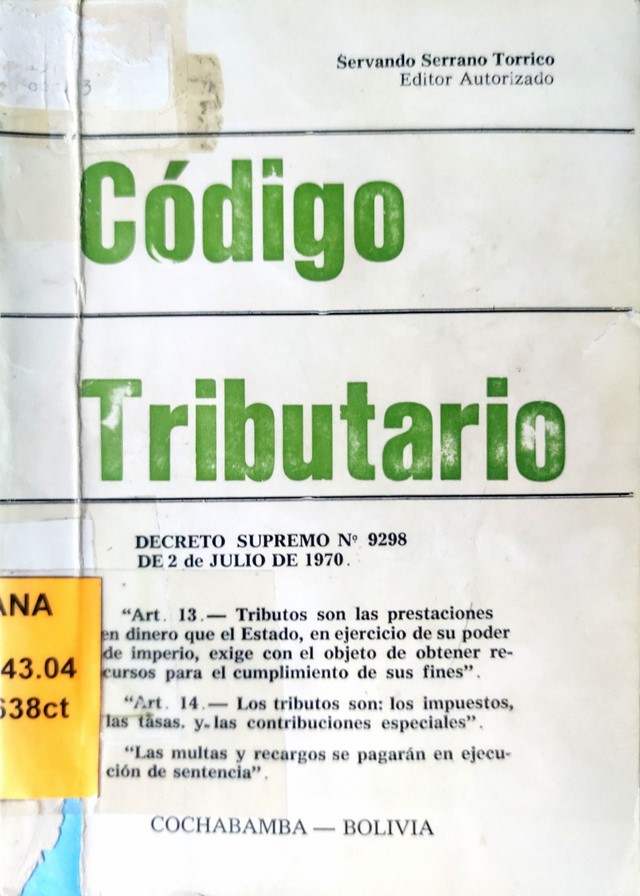 Servando Serrano Torrico
Editor Autorizado
3
Código
Tributario
DECRETO SUPREMO Nº 9298
DE 2 de JULIO DE 1970.
ANA
43.04
638ct
"Art. 13.— Tributos son las prestaciones
en dinero que el Estado, en ejercicio de su poder
de imperio, exige con el objeto de obtener re-
cursos para el cumplimiento de sus fines".
"Art. 14.— Los tributos son: los impuestos,
las tasas. y las contribuciones especiales".
"Las multas y recargos se pagarán en ejecu-
ción de sentencia".
COCHABAMBA — BOLIVIA